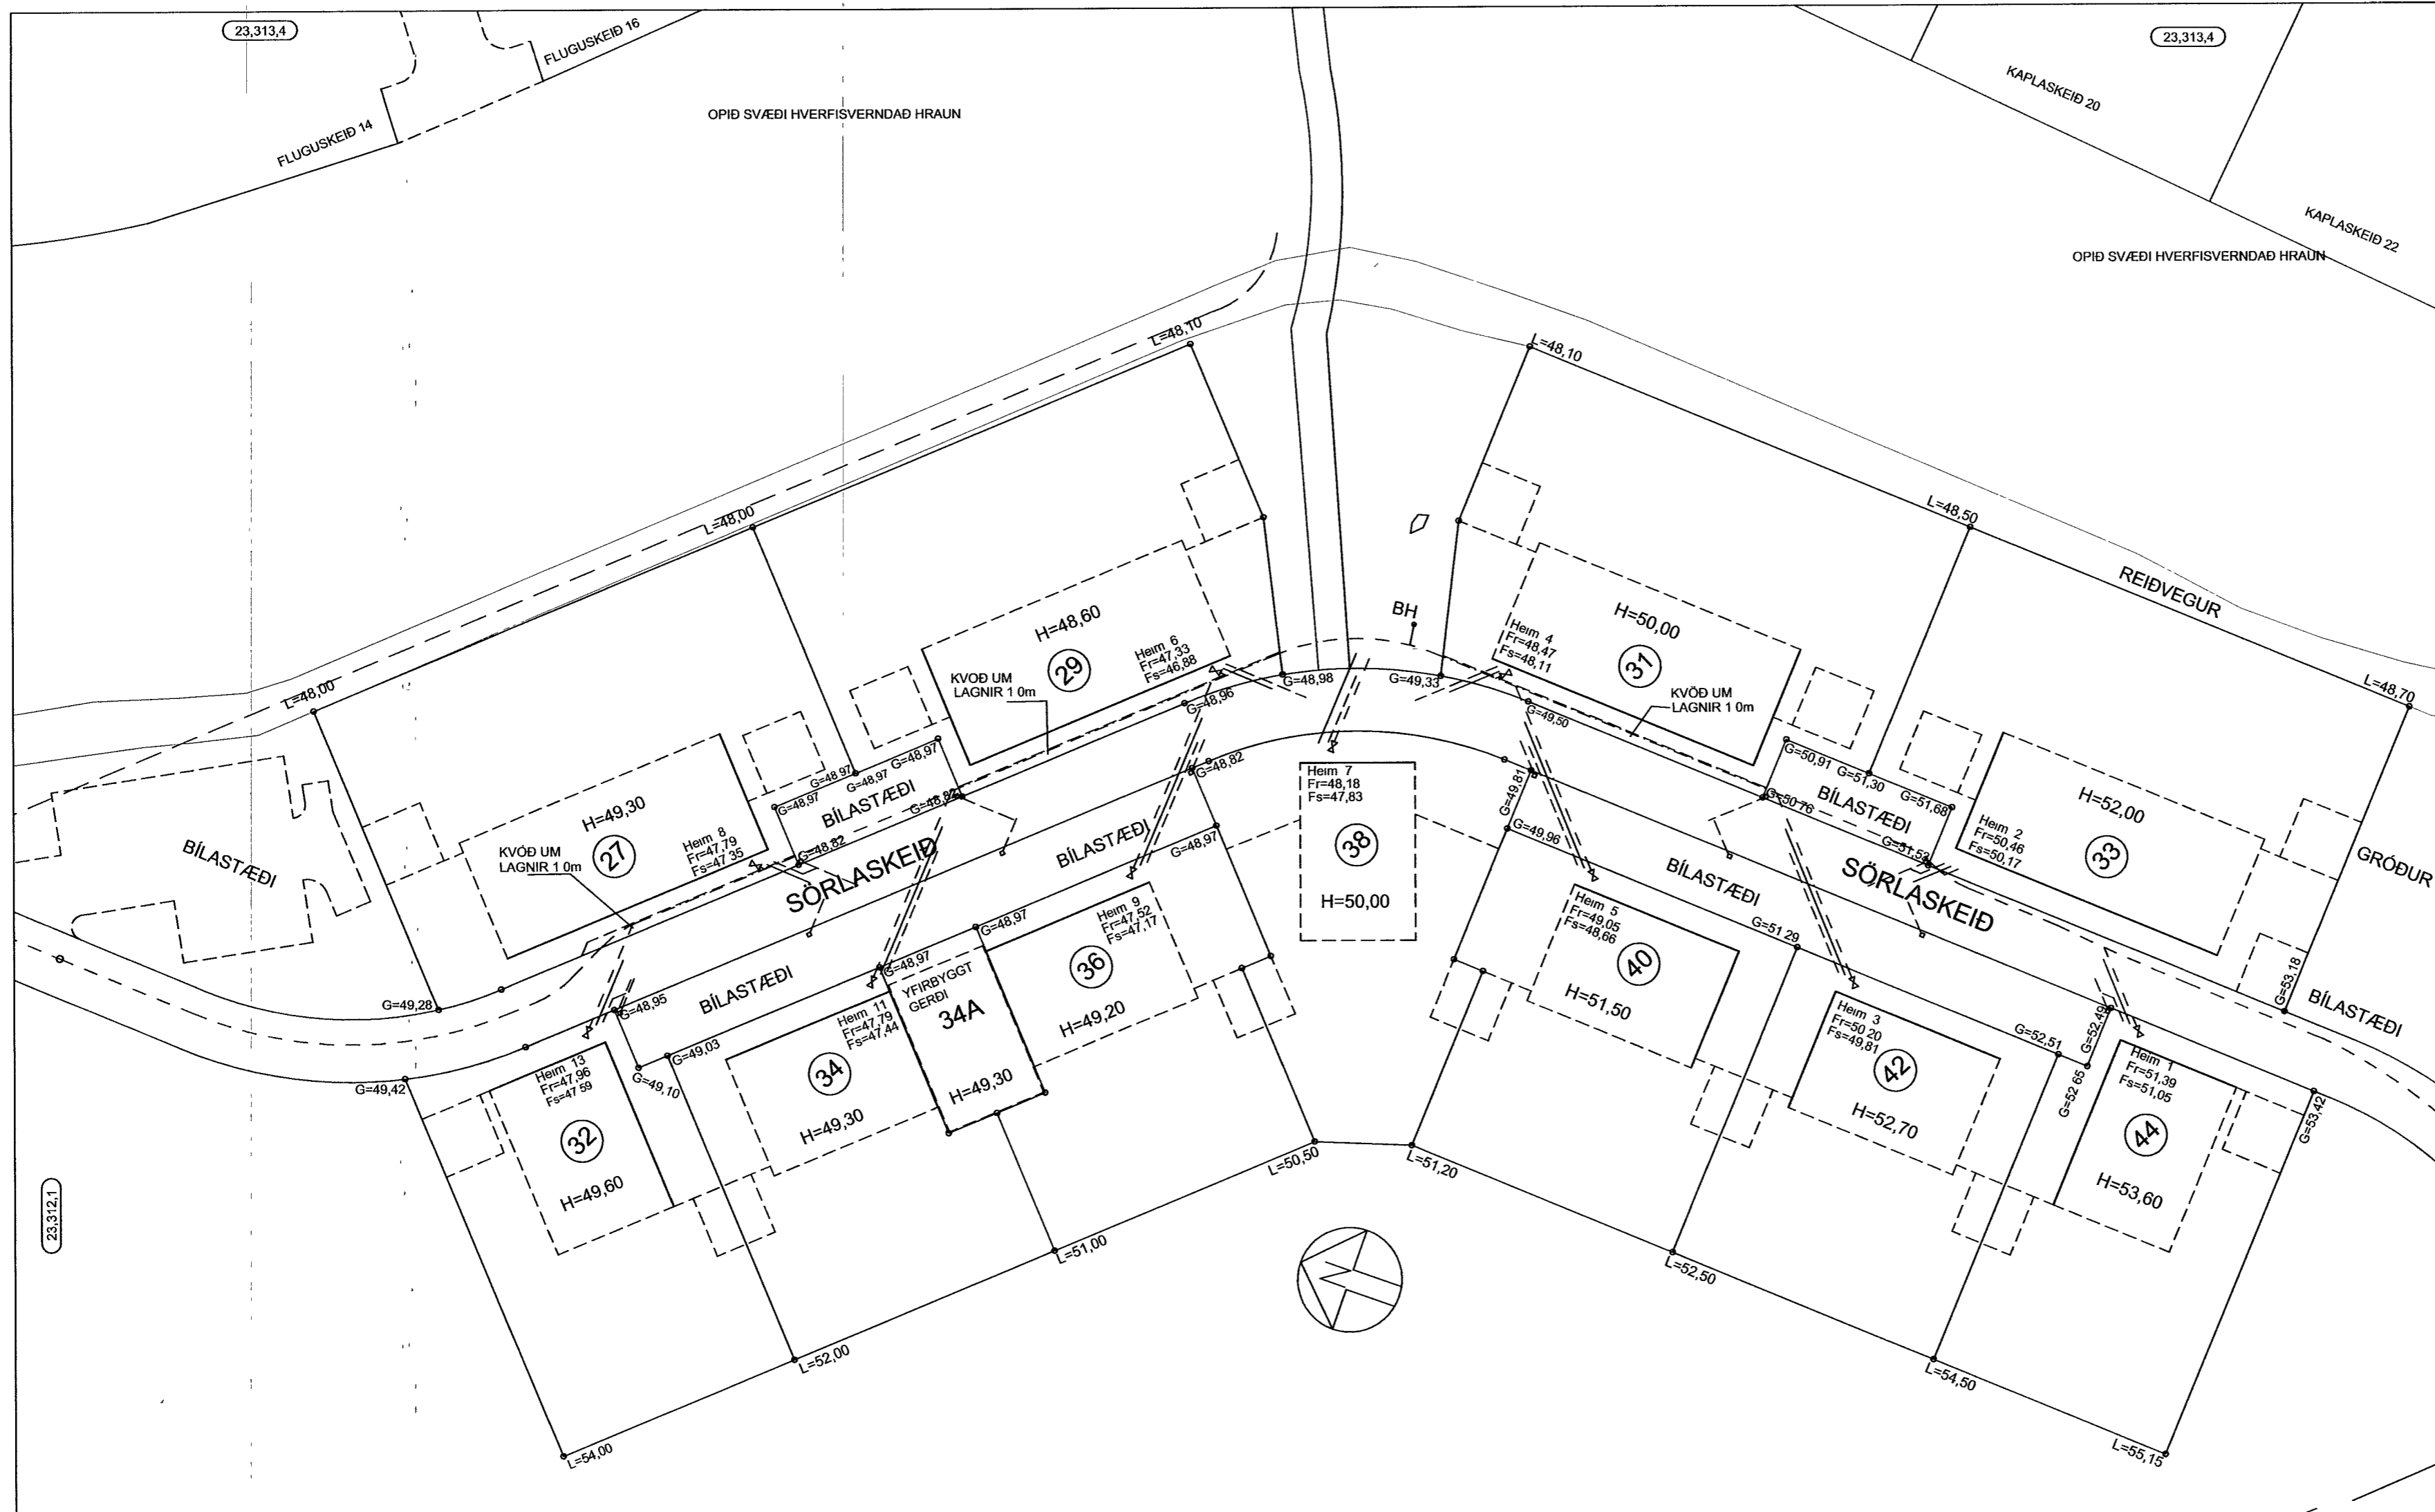 23,313,4
FLUGUSKEIÐ 16
FLUGUSKEIÐ 14
OPIÐ SVÆÐI HVERFISVERNDAÐ HRAUN
23,313,4
KAPLASKEIÐ 20
KAPLASKEIÐ 22
OPIÐ SVÆÐI HVERFISVERNDAÐ HRAUN
L=48,10
L=48,10
L=48,00
L=48,50
REIÐVEGUR
L=48,00
L=48,70
H=48,60
29
Heim 6
Fr=47,33
Fs=46,88
KVOÐ UM
LAGNIR 1 0m
G=48,98
G=48,96
BH
G=49,33
Heim 4
Fr=48,47
Fs=48,11
H=50,00
31
KVÖÐ UM
LAGNIR 1 0m
G=49,50
H=49,30
27
Heim 8
Fr=47,79
Fs=47 35
KVÓÐ UM
LAGNIR 1 0m
G=48,97
G=48,97
G=48,97
G=48,97
BÍLASTÆÐI
G=48,82
G=48,82
SÖRLASKEIÐ
BÍLASTÆÐI
G=48,82
G=48,97
BÍLASTÆÐI
Heim 7
Fr=48,18
Fs=47,83
38
H=50,00
G=49,81
G=49,96
BÍLASTÆÐI
G=50,91
G=51,30
G=51,68
BÍLASTÆÐI
G=50 76
G=51,53
SÖRLASKEIÐ
H=52,00
33
Heim 2
Fr=50,46
Fs=50,17
GRÓÐUR
G=53,18
BÍLASTÆÐI
G=49,28
G=49,42
G=48,95
BÍLASTÆÐI
G=49,03
G=49,10
G=48,97
G=48,97
Heim 13
Fr=47,96
Fs=47 59
32
H=49,60
Heim 11
Fr=47,79
Fs=47,44
34
H=49,30
YFIRBYGGT
GERÐI
34A
H=49,30
Heim 9
Fr=47,52
Fs=47,17
36
H=49,20
Heim 5
Fr=49,05
Fs=48,66
40
H=51,50
G=51 29
Heim 3
Fr=50 20
Fs=49,81
42
H=52,70
G=52,51
G=52,49
G=52 65
Heim 1
Fr=51,39
Fs=51,05
44
H=53,60
G=53,42
23,312,1
L=50,50
L=51,20
L=51,00
L=52,50
L=52,00
L=54,50
L=54,00
L=55,15
N